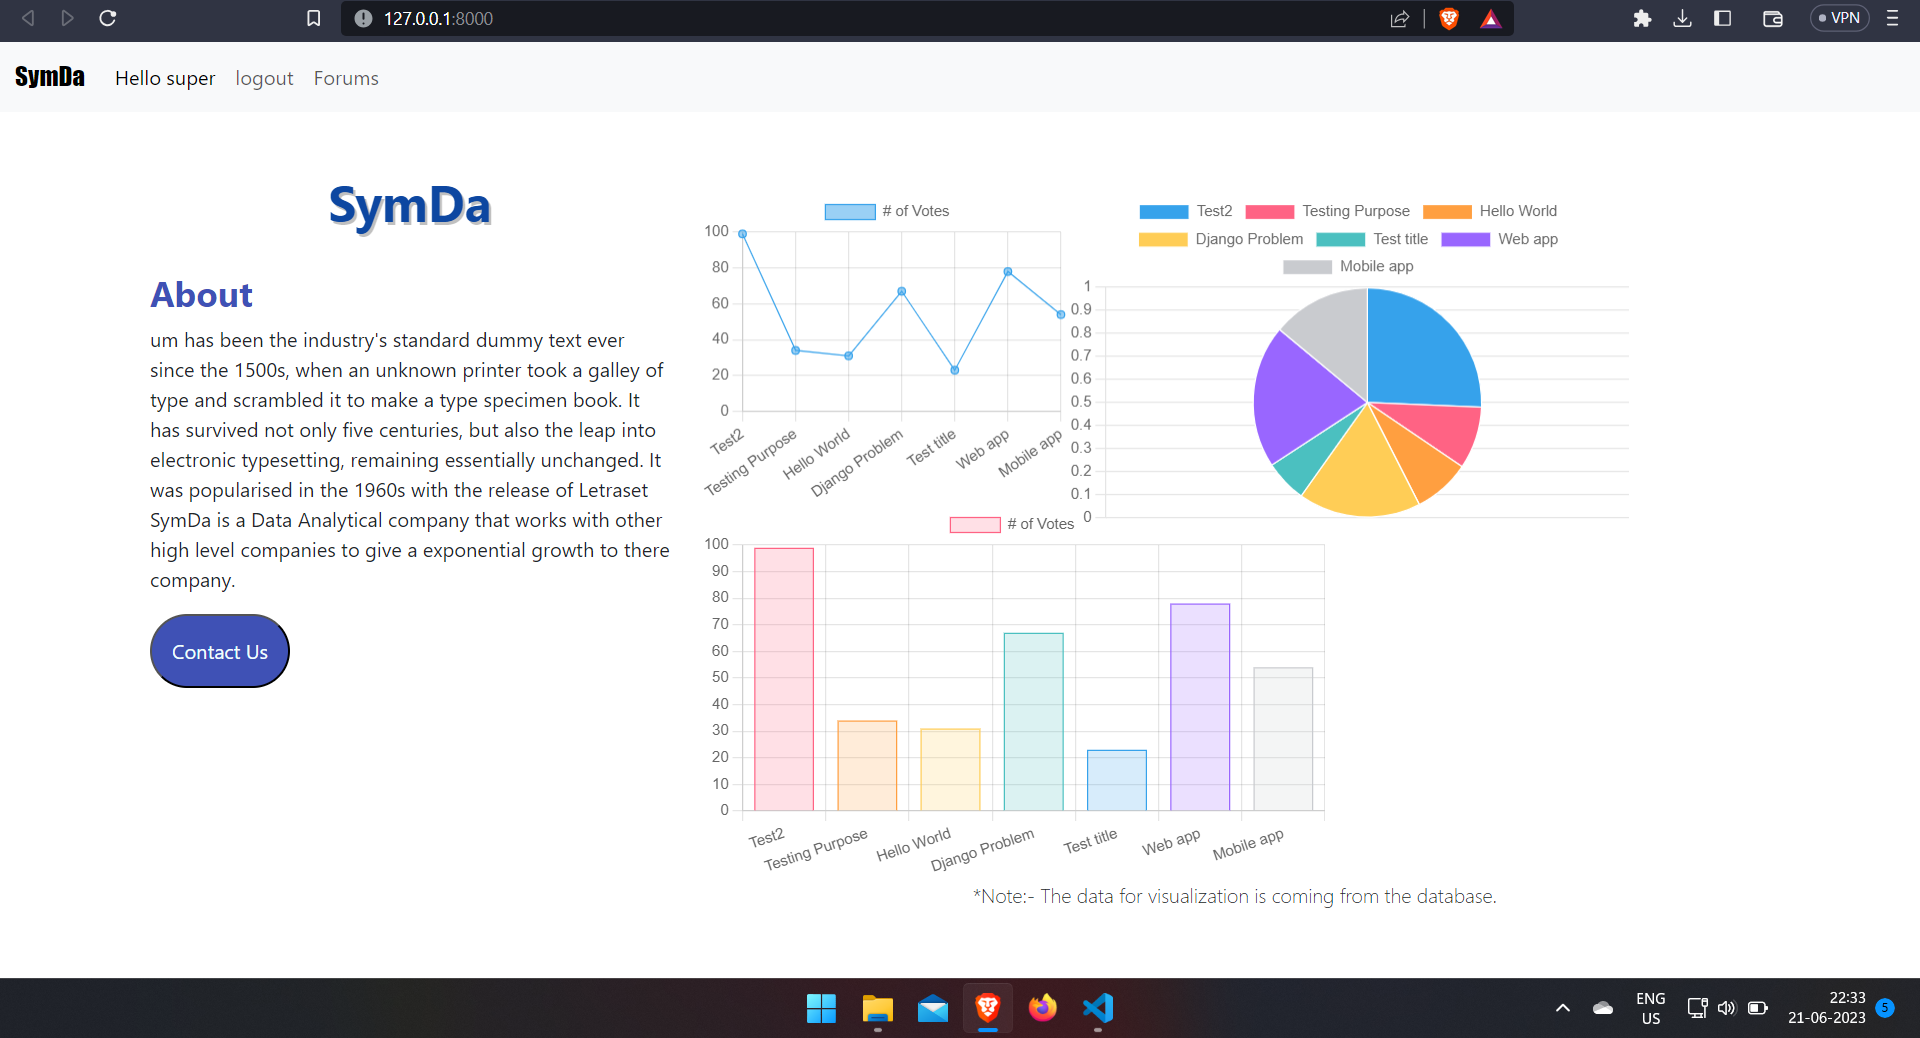 127.0.0.1:8000
VPN
SymDa
Hello super
logout
Forums
SymDa
About
um has been the industry's standard dummy text ever
since the 1500s, when an unknown printer took a galley of
type and scrambled it to make a type specimen book. It
has survived not only five centuries, but also the leap into
electronic typesetting, remaining essentially unchanged. It
was popularised in the 1960s with the release of Letraset
SymDa is a Data Analytical company that works with other
high level companies to give a exponential growth to there
company.
Contact Us
# of Votes
100
80
60
40
20
0
Test2
Testing Purpose
Hello World
Django Problem
Test title
Web app
Mobile app
Test2 Testing Purpose Hello World
Django Problem Test title Web app
Mobile app
1
0.9
0.8
0.7
0.6
0.5
0.4
0.3
0.2
0.1
0
# of Votes
100
90
80
70
60
50
40
30
20
10
0
Test2
Testing Purpose
Hello World
Django Problem
Test title
Web app
Mobile app
*Note:- The data for visualization is coming from the database.
ENG
US
22:33
21-06-2023
5